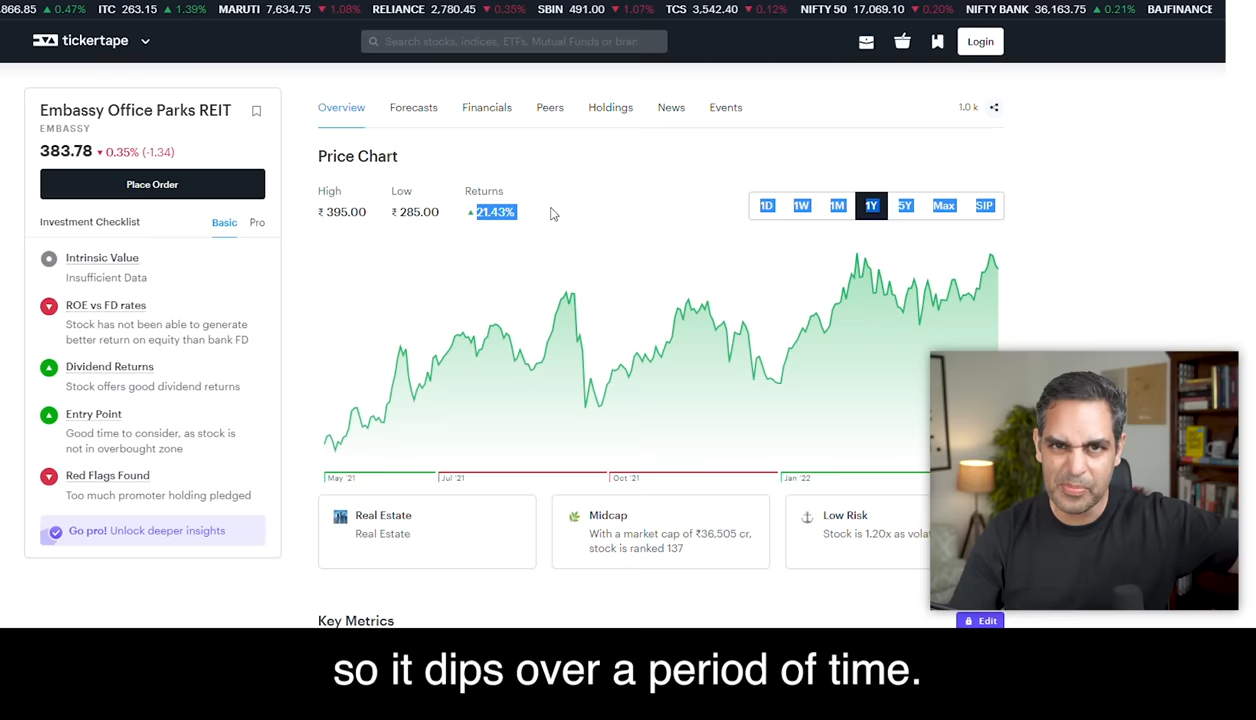 866.85 ▲ 0.47% ITC 263.15 ▲ 1.39% MARUTI 7,634.75 ▼ 1.08% RELIANCE 2,780.45 ▼ 0.35% SBIN 491.00 ▼ 1.07% TCS 3,542.40 ▼ 0.12% NIFTY 50 17,069.10 ▼ 0.20% NIFTY BANK 36,163.75 ▲ 0.21% BAJFINANCE
tickertape
Search stocks, indices, ETFs, Mutual Funds or bran
Login
Embassy Office Parks REIT
EMBASSY
383.78 ▼ 0.35% (-1.34)
Place Order
Investment Checklist Basic Pro
Intrinsic Value
Insufficient Data
ROE vs FD rates
Stock has not been able to generate
better return on equity than bank FD
Dividend Returns
Stock offers good dividend returns
Entry Point
Good time to consider, as stock is
not in overbought zone
Red Flags Found
Too much promoter holding pledged
Go pro! Unlock deeper insights
Overview Forecasts Financials Peers Holdings News Events
1.0 k
Price Chart
High Low Returns
₹ 395.00 ₹ 285.00 ▲ 21.43%
1D 1W 1M 1Y 5Y Max SIP
May '21 Jul '21 Oct '21 Jan '22
Real Estate
Real Estate
Midcap
With a market cap of ₹36,505 cr,
stock is ranked 137
Low Risk
Stock is 1.20x as vola
Key Metrics
Edit
so it dips over a period of time.